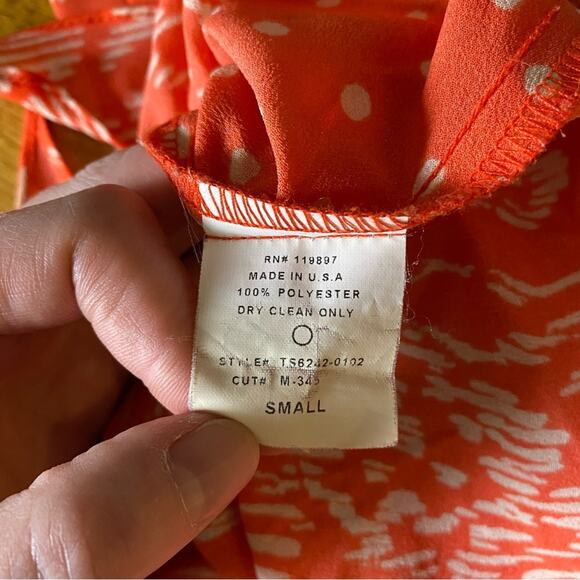 RN# 119897
MADE IN U.S.A
100% POLYESTER
DRY CLEAN ONLY
STYLE# TS6242-0102
CUT# M-345
SMALL